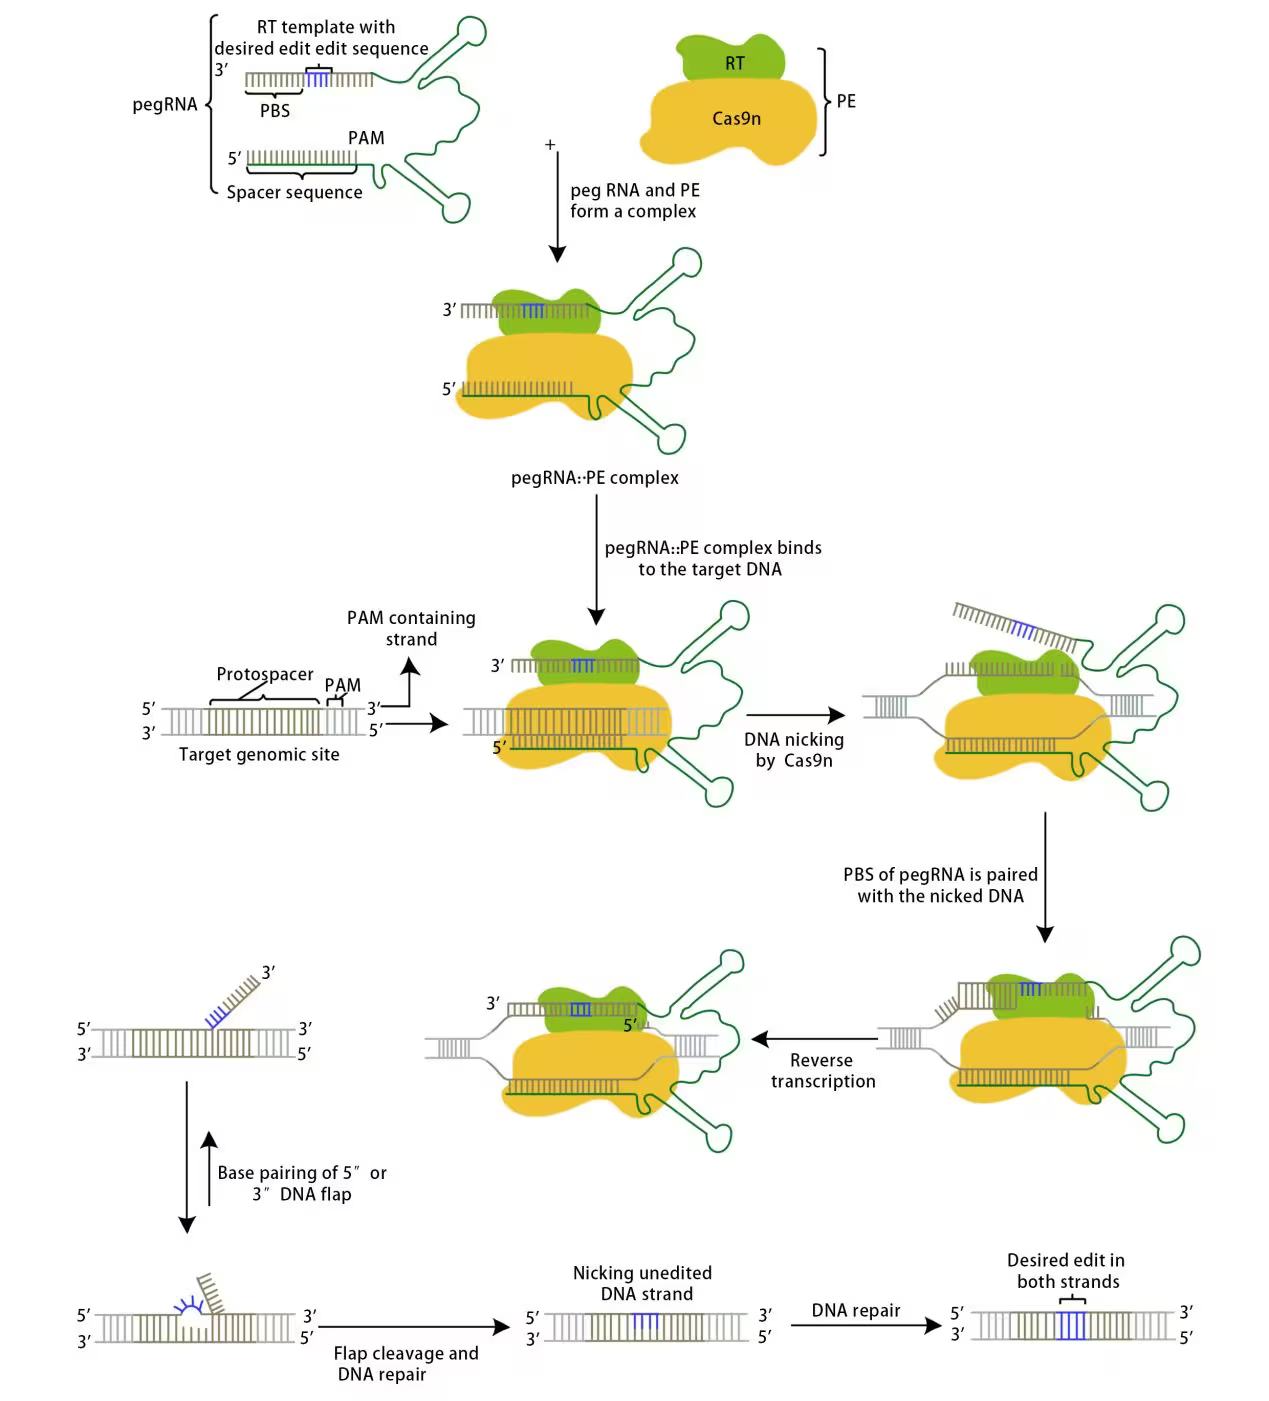 RT template with
desired edit edit sequence
3′
pegRNA
PBS
PAM
5′
Spacer sequence
RT
Cas9n
PE
+
peg RNA and PE
form a complex
3′
5′
pegRNA::PE complex
pegRNA::PE complex binds
to the target DNA
PAM containing
strand
Protospacer
PAM
5′
3′
3′
5′
Target genomic site
3′
5′
DNA nicking
by Cas9n
PBS of pegRNA is paired
with the nicked DNA
Reverse
transcription
3′
5′
3′
5′
3′
3′
5′
Base pairing of 5″ or
3″ DNA flap
5′
3′
3′
5′
Flap cleavage and
DNA repair
Nicking unedited
DNA strand
5′
3′
3′
5′
DNA repair
Desired edit in
both strands
5′
3′
3′
5′